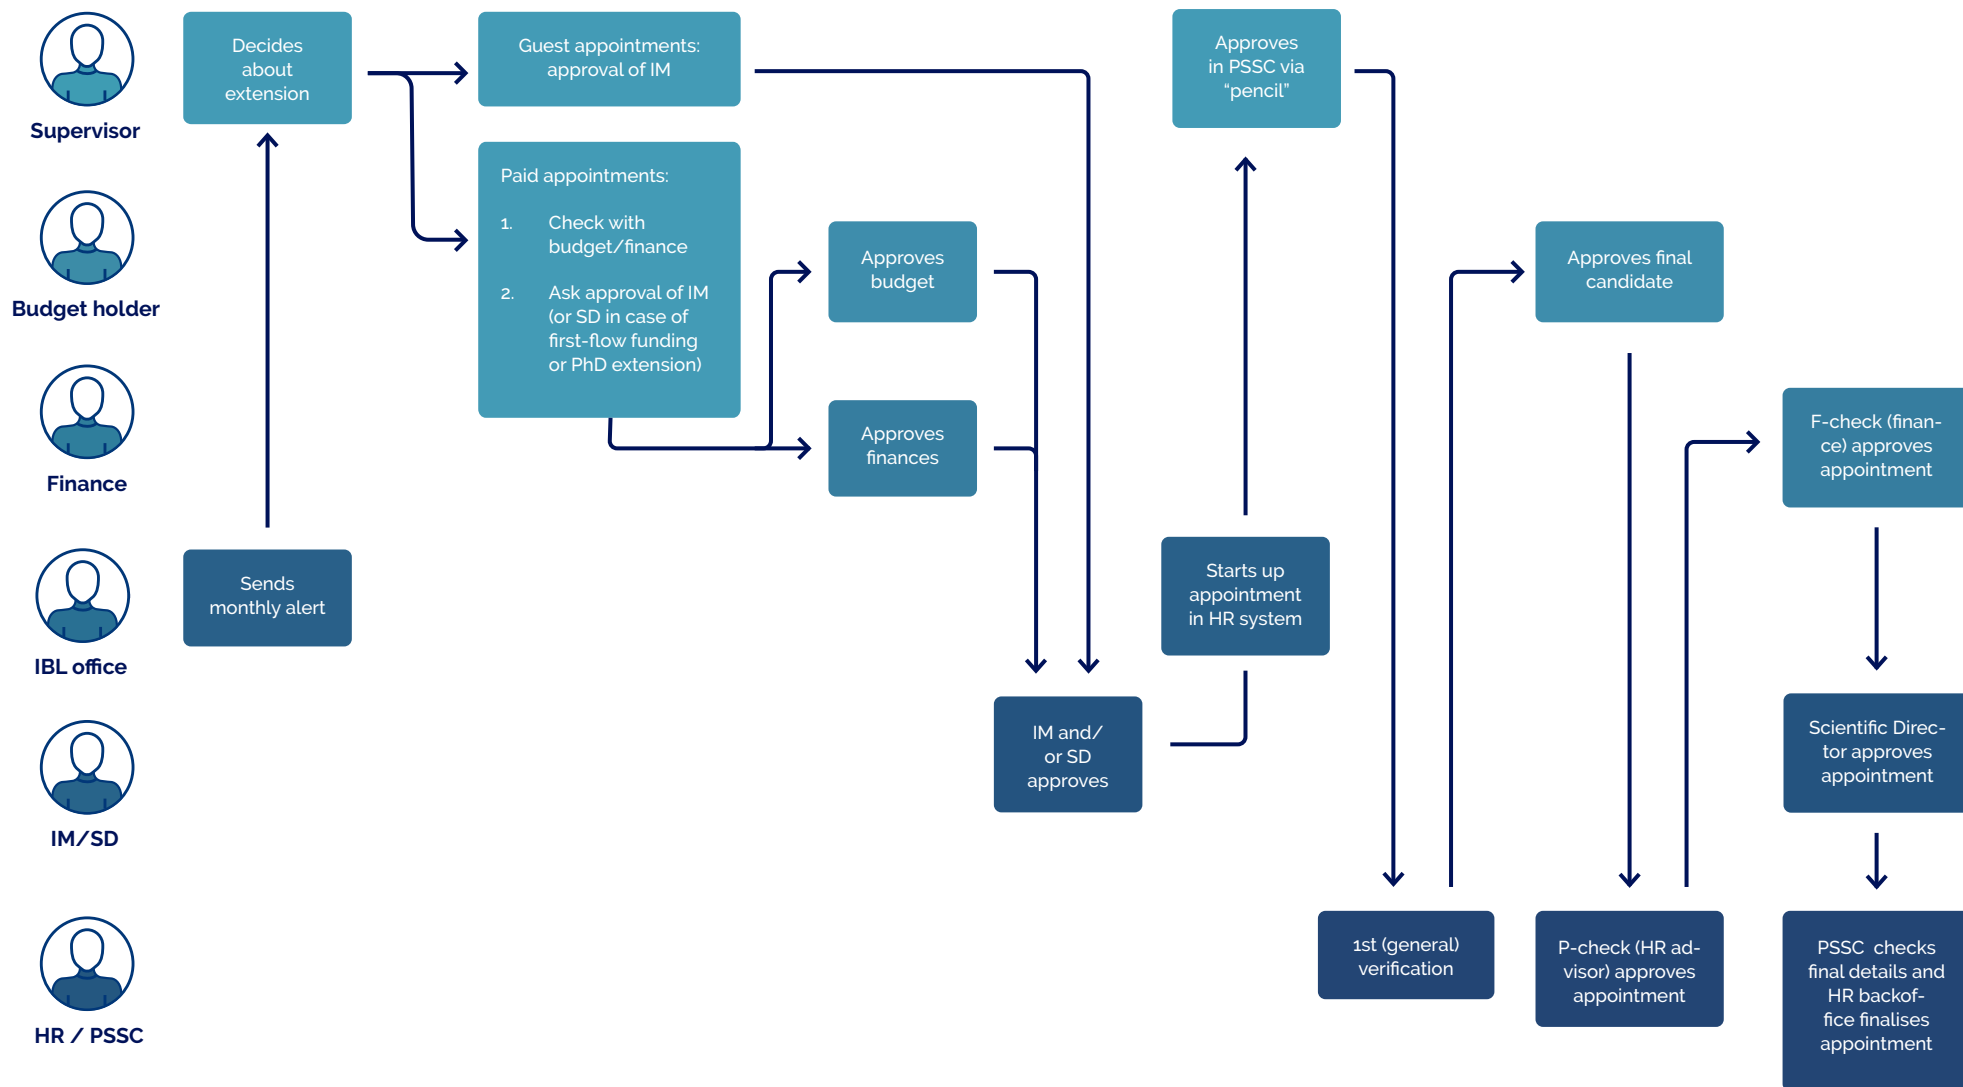 Supervisor
Budget holder
Finance
IBL office
IM/SD
HR / PSSC
Decides
about
extension
Sends
monthly alert
Guest appointments:
approval of IM
Paid appointments:
1. Check with
budget/finance
2. Ask approval of IM
(or SD in case of
first-flow funding
or PhD extension)
Approves
budget
Approves
finances
IM and/
or SD
approves
Starts up
appointment
in HR system
Approves
in PSSC via
“pencil”
1st (general)
verification
Approves final
candidate
P-check (HR ad-
visor) approves
appointment
F-check (finan-
ce) approves
appointment
Scientific Direc-
tor approves
appointment
PSSC checks
final details and
HR backof-
fice finalises
appointment